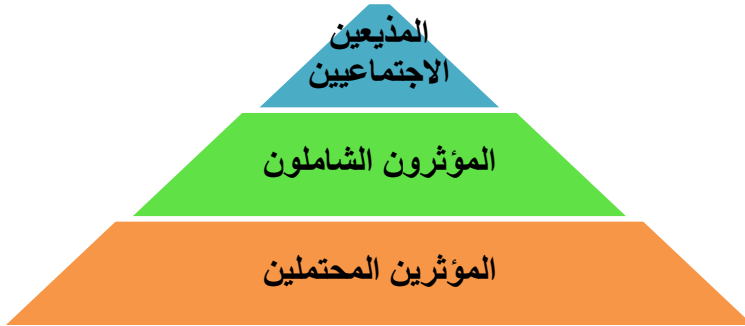 المذيعين
الاجتماعيين
المؤثرون الشاملون
المؤثرين المحتملين